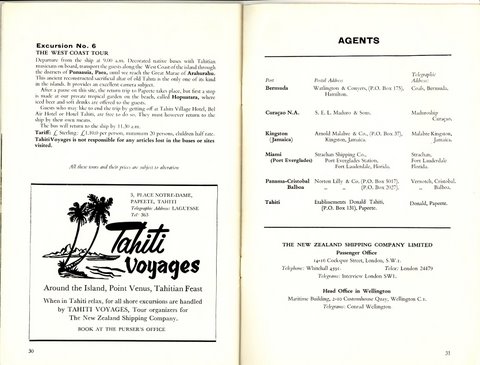 Excursion No. 6
THE WEST COAST TOUR
Departure from the ship at 9.00 a.m. Decorated native buses with Tahitian
musicians on board, transport the guests along the West Coast of the island through
the districts of Punaauia, Paea, until we reach the Great Marae of Arahurahu.
This ancient reconstructed sacrificial altar of old Tahiti is the only one of its kind
in the islands. It provides an excellent camera subject.
After a pause on this site, the return trip to Papeete takes place, but first a stop
is made at our private tropical garden on the beach, called Hopuetara, where
iced beer and soft drinks are offered to the guests.
Guests who may like to end the trip by getting off at Tahiti Village Hotel, Bel
Air Hotel or Hotel Tahiti, are free to do so. They must however return to the
ship by their own means.
The bus will return to the ship by 11.30 a.m.
Tariff: £ Sterling: £1.10.0 per person, minimum 20 persons, children half rate.
Tahiti Voyages is not responsible for any articles lost in the buses or sites
visited.
All these tours and their prices are subject to alteration
5, PLACE NOTRE-DAME,
PAPEETE, TAHITI
Telegraphic Address: LAGUESSE
Tel: 363
Tahiti
Voyages
Around the Island, Point Venus, Tahitian Feast
When in Tahiti relax, for all shore excursions are handled
by TAHITI VOYAGES, Tour organizers for
The New Zealand Shipping Company.
BOOK AT THE PURSER'S OFFICE
30
AGENTS
Port Postal Address Telegraphic Address:
Bermuda Watlington & Conyers, (P.O. Box 175), Hamilton. Coals, Bermuda.
Curaçao N.A. S. E. L. Maduro & Sons. Maduroship Curaçao.
Kingston (Jamaica) Arnold Malabre & Co., (P.O. Box 37), Kingston, Jamaica. Malabre Kingston, Jamaica.
Miami (Port Everglades) Strachan Shipping Co., Port Everglades Station, Fort Lauderdale, Florida. Strachan, Fort Lauderdale Florida.
Panama-Cristobal Norton Lilly & Co. (P.O. Box 5017). Vernotch, Cristobal.
Balboa " " (P.O. Box 2027). " Balboa.
Tahiti Etablissements Donald Tahiti, (P.O. Box 131), Papeete. Donald, Papeete.
THE NEW ZEALAND SHIPPING COMPANY LIMITED
Passenger Office
14-16 Cockspur Street, London, S.W.1.
Telephone: Whitehall 4591. Telex: London 24879
Telegrams: Interview London SW1.
Head Office in Wellington
Maritime Building, 2-10 Customhouse Quay, Wellington C.1.
Telegrams: Conrad Wellington
31